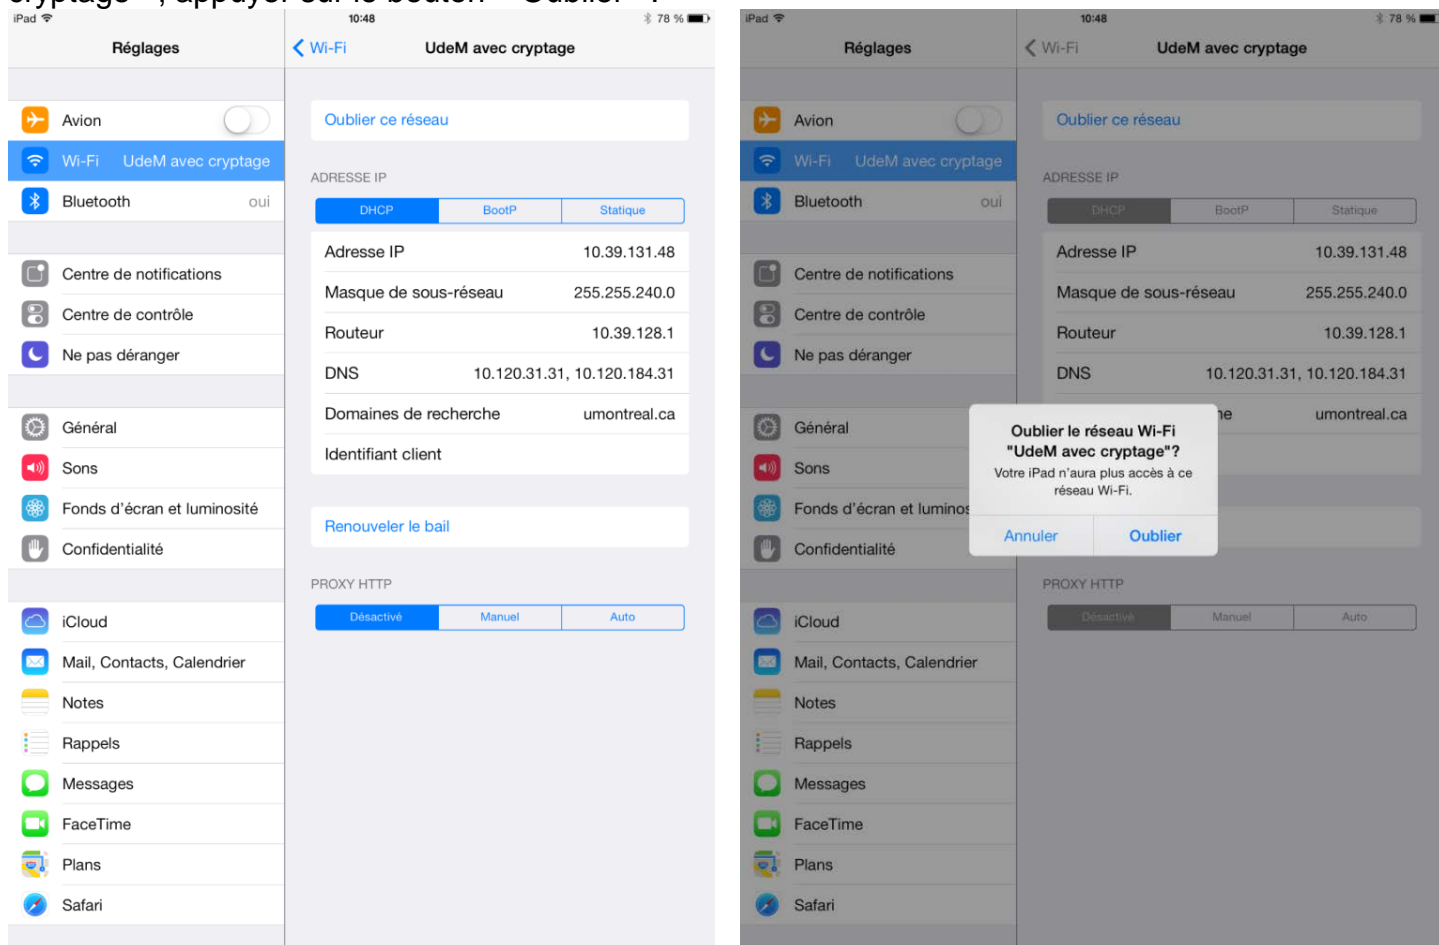 cryptage" , appuyer sur le bouton "Oublier" .
iPad 10:48 78 %
Réglages
Avion
Wi-Fi UdeM avec cryptage
Bluetooth oui
Centre de notifications
Centre de contrôle
Ne pas déranger
Général
Sons
Fonds d'écran et luminosité
Confidentialité
iCloud
Mail, Contacts, Calendrier
Notes
Rappels
Messages
FaceTime
Plans
Safari
Wi-Fi UdeM avec cryptage
Oublier ce réseau
ADRESSE IP
DHCP BootP Statique
Adresse IP 10.39.131.48
Masque de sous-réseau 255.255.240.0
Routeur 10.39.128.1
DNS 10.120.31.31, 10.120.184.31
Domaines de recherche umontreal.ca
Identifiant client
Renouveler le bail
PROXY HTTP
Désactivé Manuel Auto
iPad 10:48 78 %
Réglages
Avion
Wi-Fi UdeM avec cryptage
Bluetooth oui
Centre de notifications
Centre de contrôle
Ne pas déranger
Général
Sons
Fonds d'écran et luminos
Confidentialité
iCloud
Mail, Contacts, Calendrier
Notes
Rappels
Messages
FaceTime
Plans
Safari
Wi-Fi UdeM avec cryptage
Oublier ce réseau
ADRESSE IP
DHCP BootP Statique
Adresse IP 10.39.131.48
Masque de sous-réseau 255.255.240.0
Routeur 10.39.128.1
DNS 10.120.31.31, 10.120.184.31
he umontreal.ca
Oublier le réseau Wi-Fi
"UdeM avec cryptage"?
Votre iPad n'aura plus accès à ce
réseau Wi-Fi.
Annuler Oublier
PROXY HTTP
Désactivé Manuel Auto